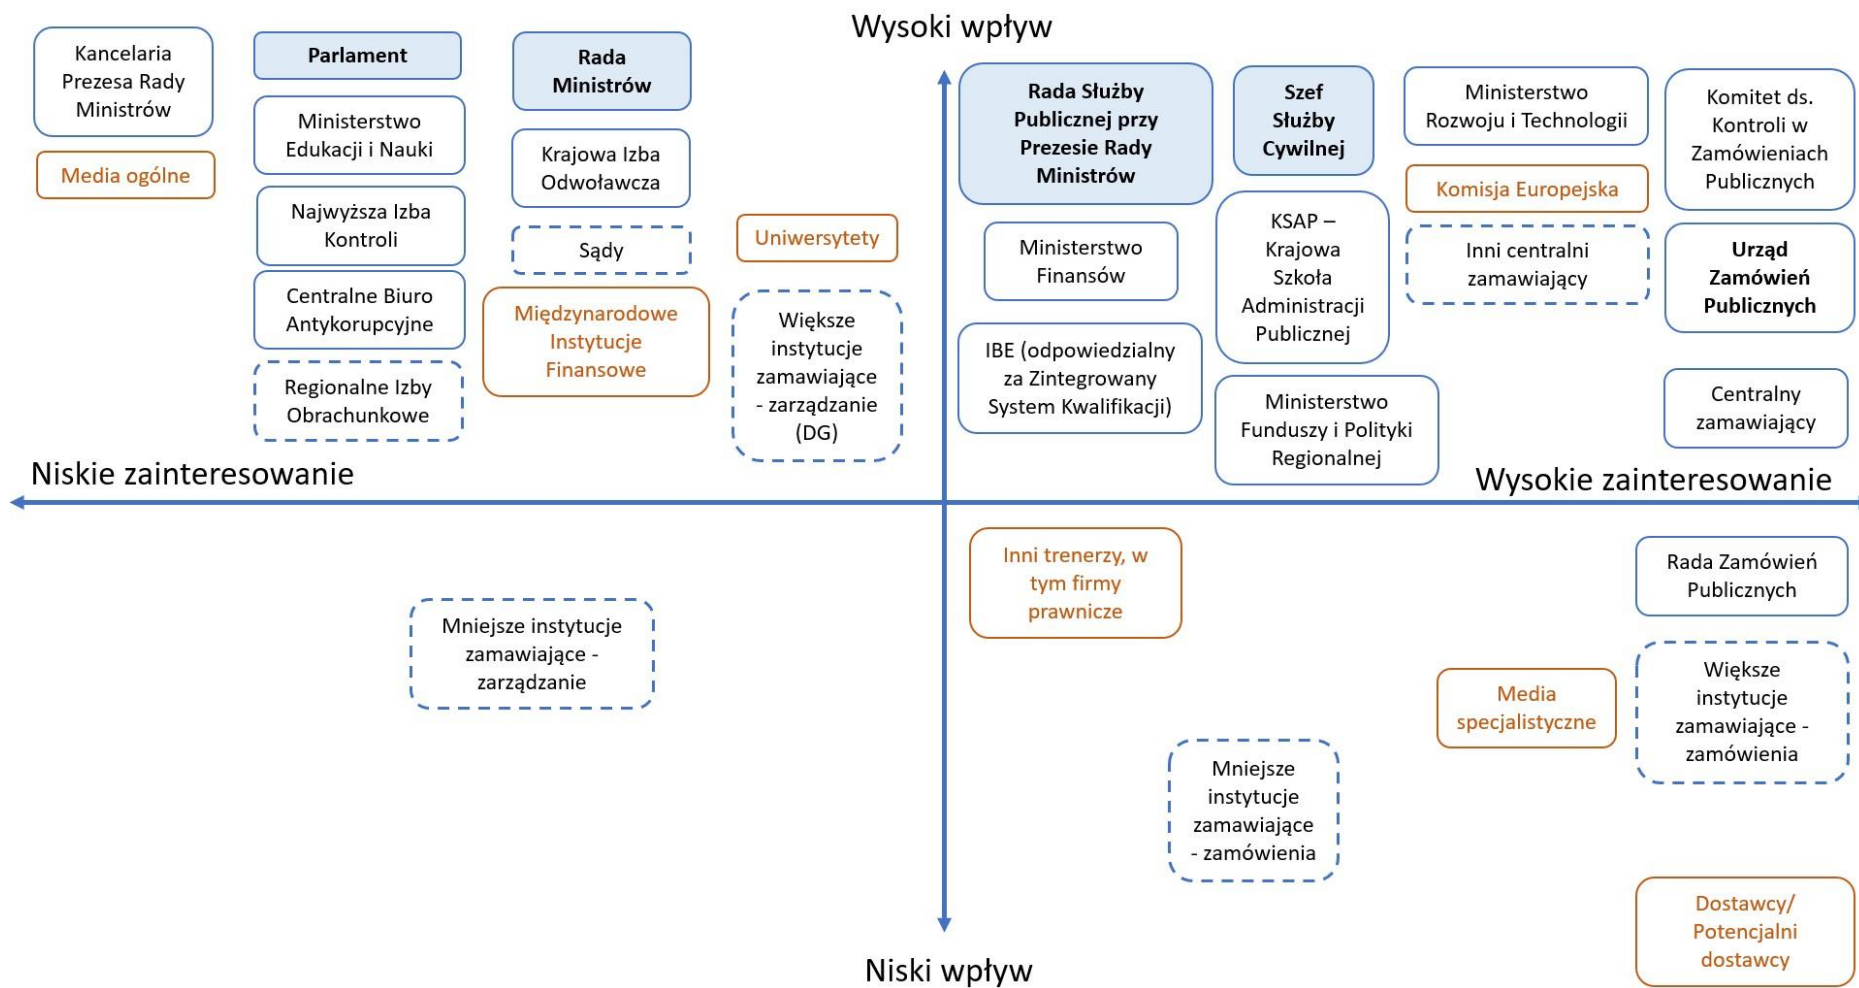 Wysoki wpływ
Kancelaria
Prezesa Rady
Ministrów
Media ogólne
Parlament
Ministerstwo
Edukacji i Nauki
Najwyższa Izba
Kontroli
Centralne Biuro
Antykorupcyjne
Regionalne Izby
Obrachunkowe
Rada
Ministrów
Krajowa Izba
Odwoławcza
Sądy
Międzynarodowe
Instytucje
Finansowe
Uniwersytety
Większe
instytucje
zamawiające
- zarządzanie
(DG)
Rada Służby
Publicznej przy
Prezesie Rady
Ministrów
Ministerstwo
Finansów
IBE (odpowiedzialny
za Zintegrowany
System Kwalifikacji)
Szef
Służby
Cywilnej
KSAP –
Krajowa
Szkoła
Administracji
Publicznej
Ministerstwo
Funduszy i Polityki
Regionalnej
Ministerstwo
Rozwoju i Technologii
Komisja Europejska
Inni centralni
zamawiający
Komitet ds.
Kontroli w
Zamówieniach
Publicznych
Urząd
Zamówień
Publicznych
Centralny
zamawiający
Niskie zainteresowanie
Wysokie zainteresowanie
Mniejsze instytucje
zamawiające -
zarządzanie
Inni trenerzy, w
tym firmy
prawnicze
Mniejsze
instytucje
zamawiające
- zamówienia
Media
specjalistyczne
Rada Zamówień
Publicznych
Większe
instytucje
zamawiające -
zamówienia
Dostawcy/
Potencjalni
dostawcy
Niski wpływ